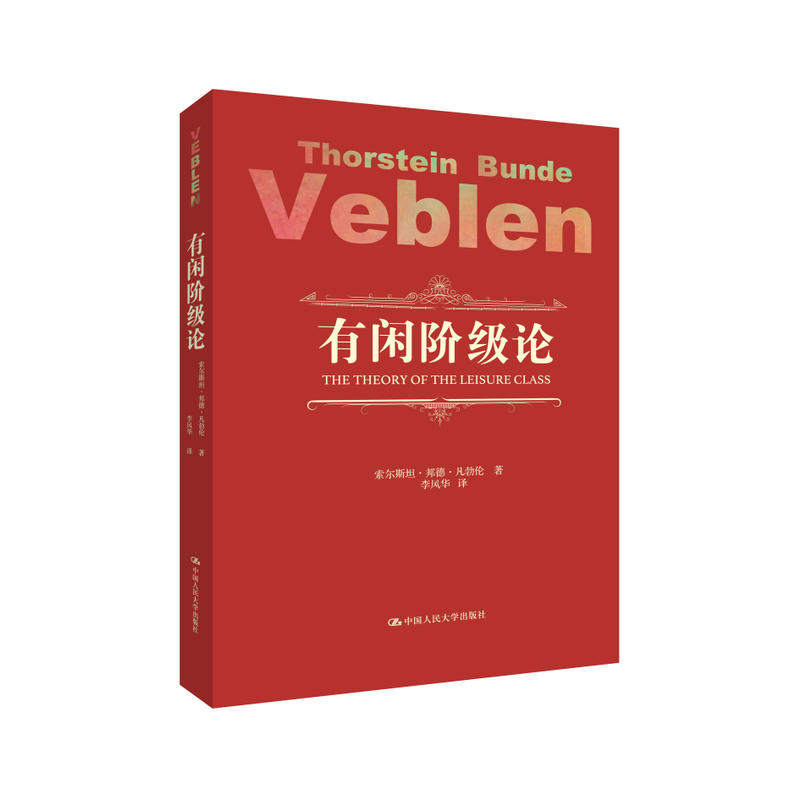 VEBLEN
有闲阶级论
索尔斯坦·邦德·凡勃伦 著
李风华 译
中国人民大学出版社
Thorstein Bunde
Veblen
有闲阶级论
THE THEORY OF THE LEISURE CLASS
索尔斯坦·邦德·凡勃伦 著
李风华 译
中国人民大学出版社